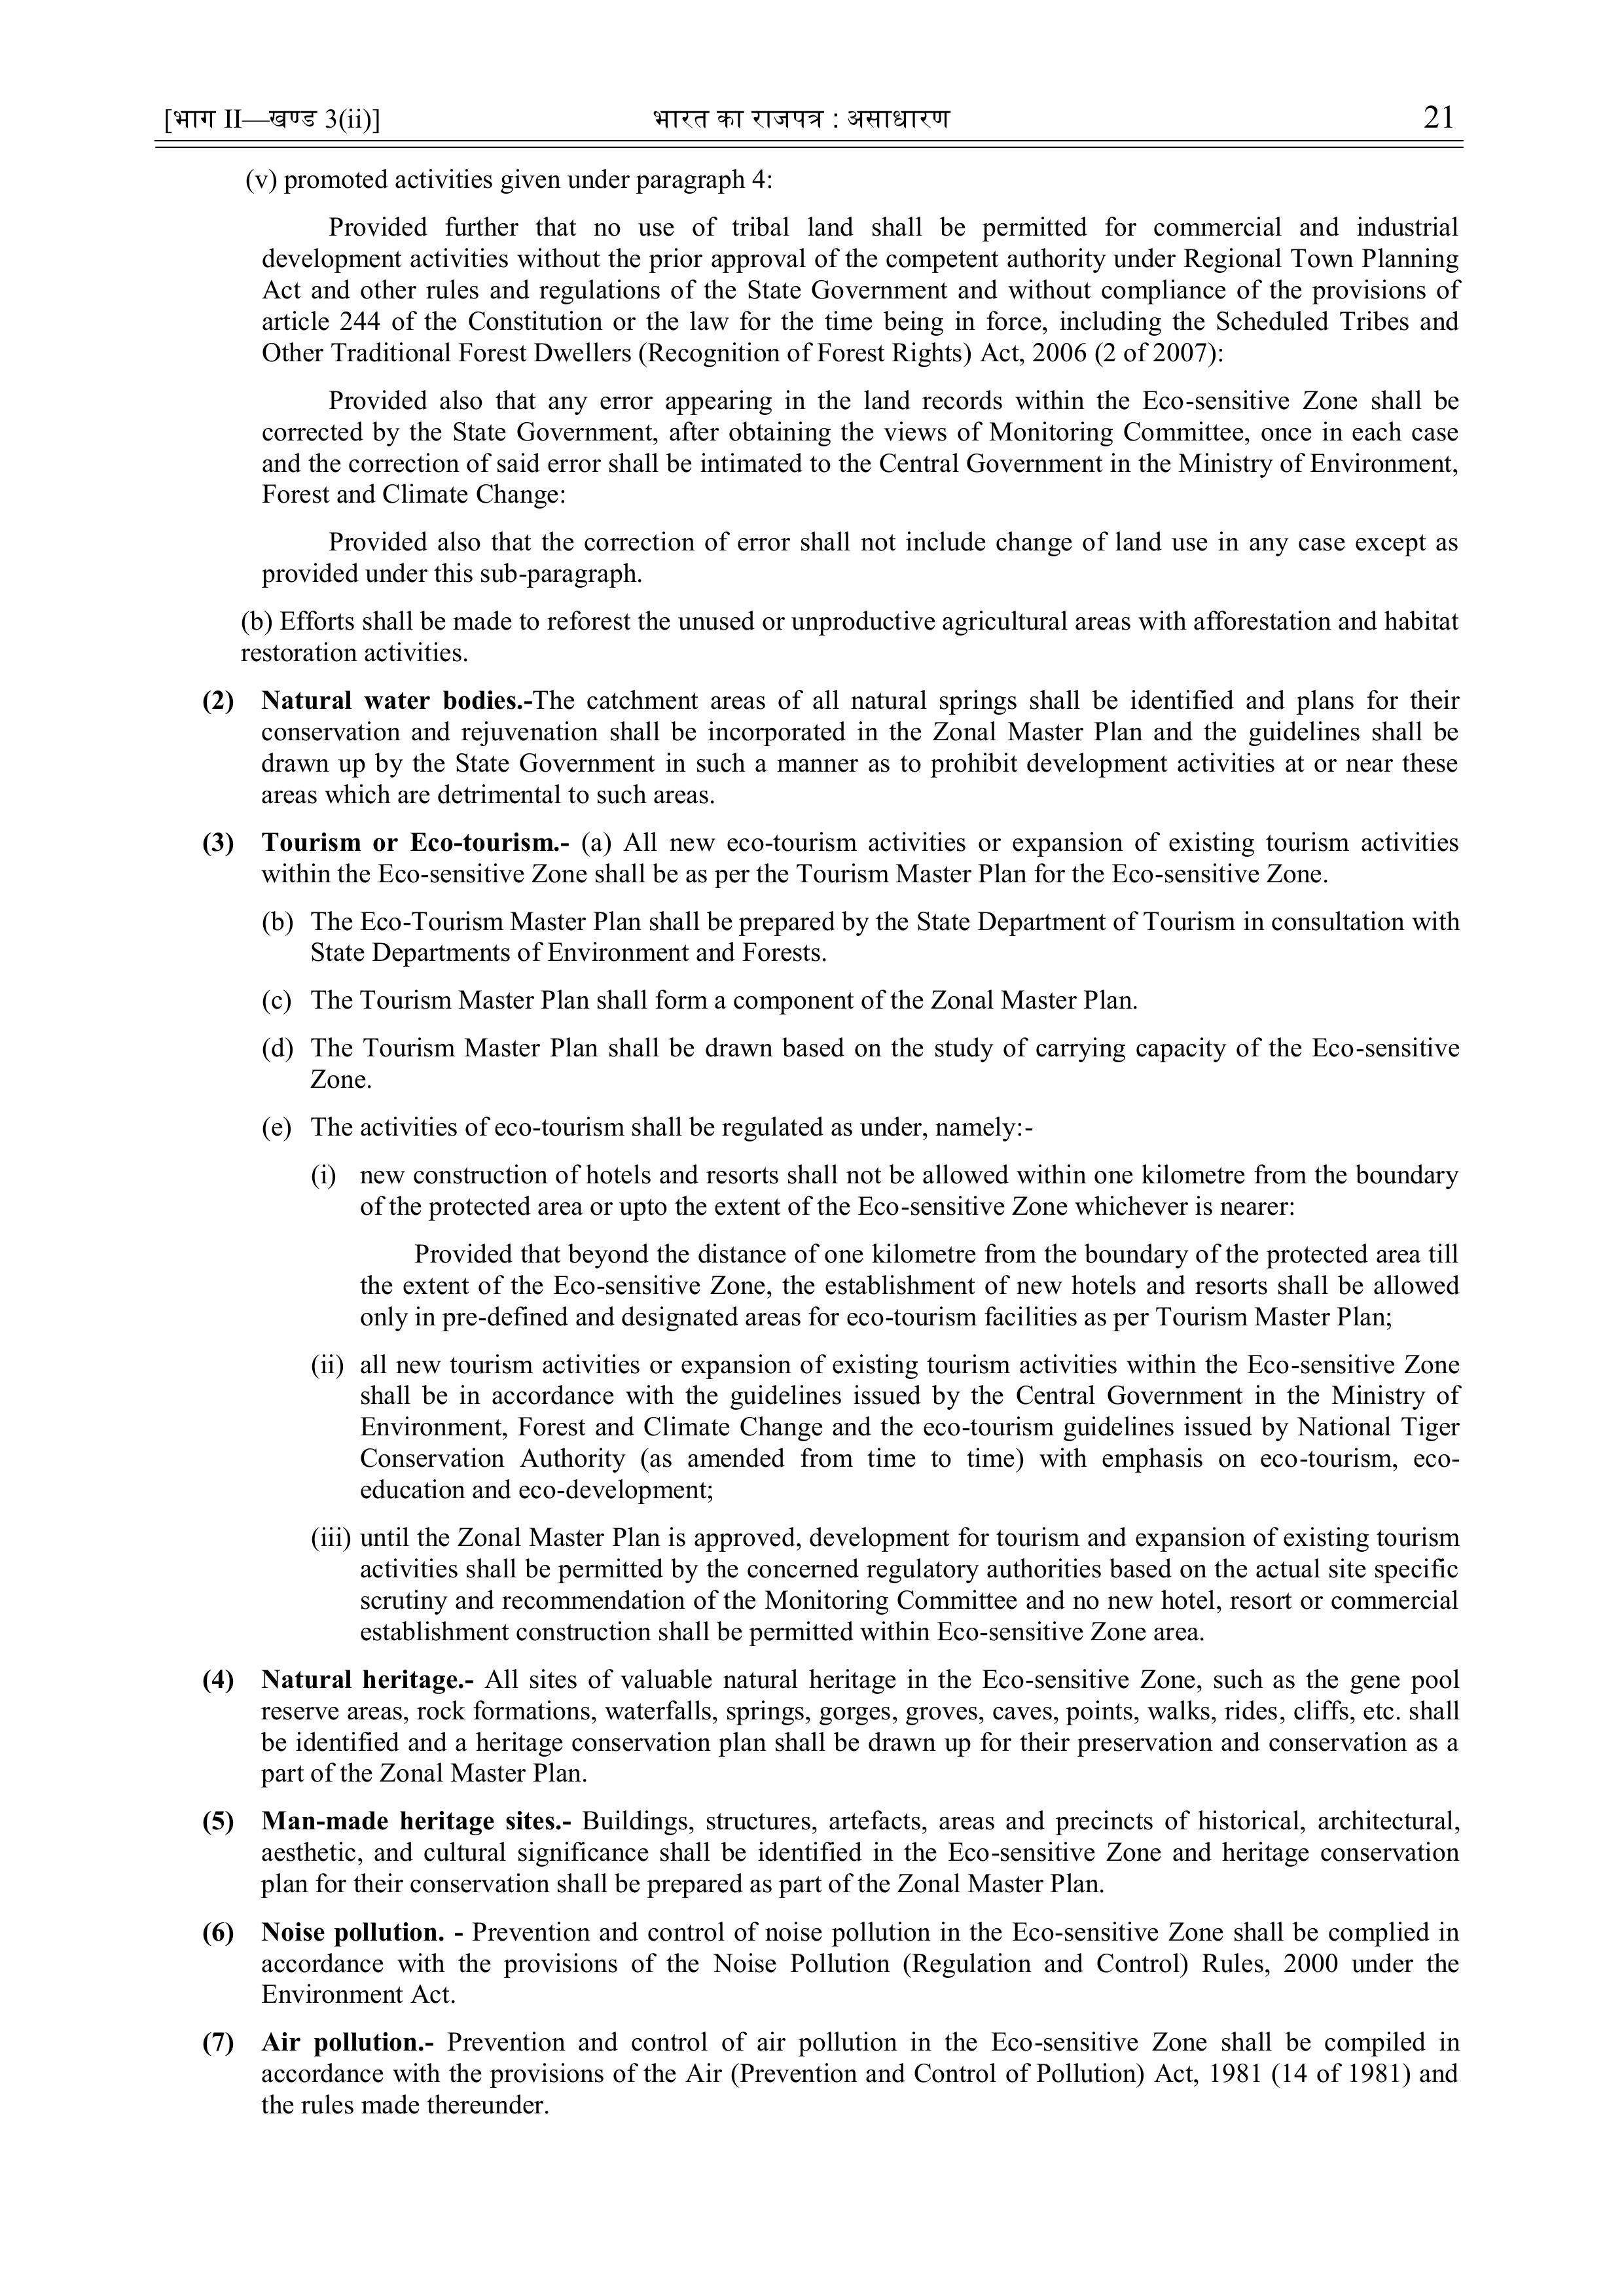 [भाग II—खण्ड 3(ii)] भारत का राजपत्र : असाधारण 21
(v) promoted activities given under paragraph 4:
Provided further that no use of tribal land shall be permitted for commercial and industrial
development activities without the prior approval of the competent authority under Regional Town Planning
Act and other rules and regulations of the State Government and without compliance of the provisions of
article 244 of the Constitution or the law for the time being in force, including the Scheduled Tribes and
Other Traditional Forest Dwellers (Recognition of Forest Rights) Act, 2006 (2 of 2007):
Provided also that any error appearing in the land records within the Eco-sensitive Zone shall be
corrected by the State Government, after obtaining the views of Monitoring Committee, once in each case
and the correction of said error shall be intimated to the Central Government in the Ministry of Environment,
Forest and Climate Change:
Provided also that the correction of error shall not include change of land use in any case except as
provided under this sub-paragraph.
(b) Efforts shall be made to reforest the unused or unproductive agricultural areas with afforestation and habitat
restoration activities.
(2) Natural water bodies.-The catchment areas of all natural springs shall be identified and plans for their
conservation and rejuvenation shall be incorporated in the Zonal Master Plan and the guidelines shall be
drawn up by the State Government in such a manner as to prohibit development activities at or near these
areas which are detrimental to such areas.
(3) Tourism or Eco-tourism.- (a) All new eco-tourism activities or expansion of existing tourism activities
within the Eco-sensitive Zone shall be as per the Tourism Master Plan for the Eco-sensitive Zone.
(b) The Eco-Tourism Master Plan shall be prepared by the State Department of Tourism in consultation with
State Departments of Environment and Forests.
(c) The Tourism Master Plan shall form a component of the Zonal Master Plan.
(d) The Tourism Master Plan shall be drawn based on the study of carrying capacity of the Eco-sensitive
Zone.
(e) The activities of eco-tourism shall be regulated as under, namely:-
(i) new construction of hotels and resorts shall not be allowed within one kilometre from the boundary
of the protected area or upto the extent of the Eco-sensitive Zone whichever is nearer:
Provided that beyond the distance of one kilometre from the boundary of the protected area till
the extent of the Eco-sensitive Zone, the establishment of new hotels and resorts shall be allowed
only in pre-defined and designated areas for eco-tourism facilities as per Tourism Master Plan;
(ii) all new tourism activities or expansion of existing tourism activities within the Eco-sensitive Zone
shall be in accordance with the guidelines issued by the Central Government in the Ministry of
Environment, Forest and Climate Change and the eco-tourism guidelines issued by National Tiger
Conservation Authority (as amended from time to time) with emphasis on eco-tourism, eco-
education and eco-development;
(iii) until the Zonal Master Plan is approved, development for tourism and expansion of existing tourism
activities shall be permitted by the concerned regulatory authorities based on the actual site specific
scrutiny and recommendation of the Monitoring Committee and no new hotel, resort or commercial
establishment construction shall be permitted within Eco-sensitive Zone area.
(4) Natural heritage.- All sites of valuable natural heritage in the Eco-sensitive Zone, such as the gene pool
reserve areas, rock formations, waterfalls, springs, gorges, groves, caves, points, walks, rides, cliffs, etc. shall
be identified and a heritage conservation plan shall be drawn up for their preservation and conservation as a
part of the Zonal Master Plan.
(5) Man-made heritage sites.- Buildings, structures, artefacts, areas and precincts of historical, architectural,
aesthetic, and cultural significance shall be identified in the Eco-sensitive Zone and heritage conservation
plan for their conservation shall be prepared as part of the Zonal Master Plan.
(6) Noise pollution. - Prevention and control of noise pollution in the Eco-sensitive Zone shall be complied in
accordance with the provisions of the Noise Pollution (Regulation and Control) Rules, 2000 under the
Environment Act.
(7) Air pollution.- Prevention and control of air pollution in the Eco-sensitive Zone shall be compiled in
accordance with the provisions of the Air (Prevention and Control of Pollution) Act, 1981 (14 of 1981) and
the rules made thereunder.